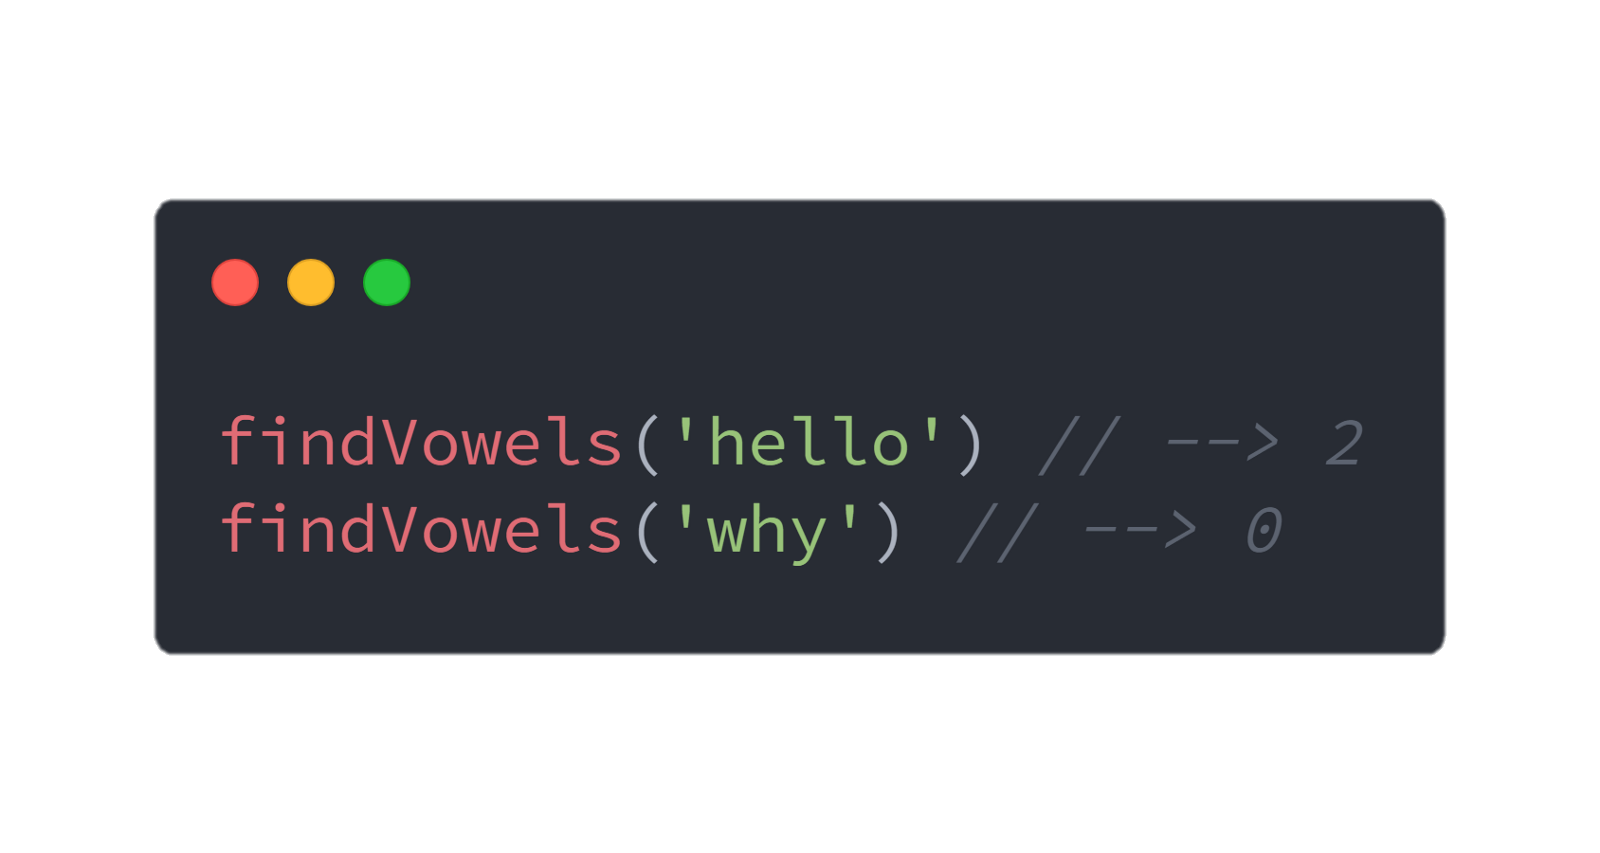 findVowels('hello') // --> 2
findVowels('why') // --> 0